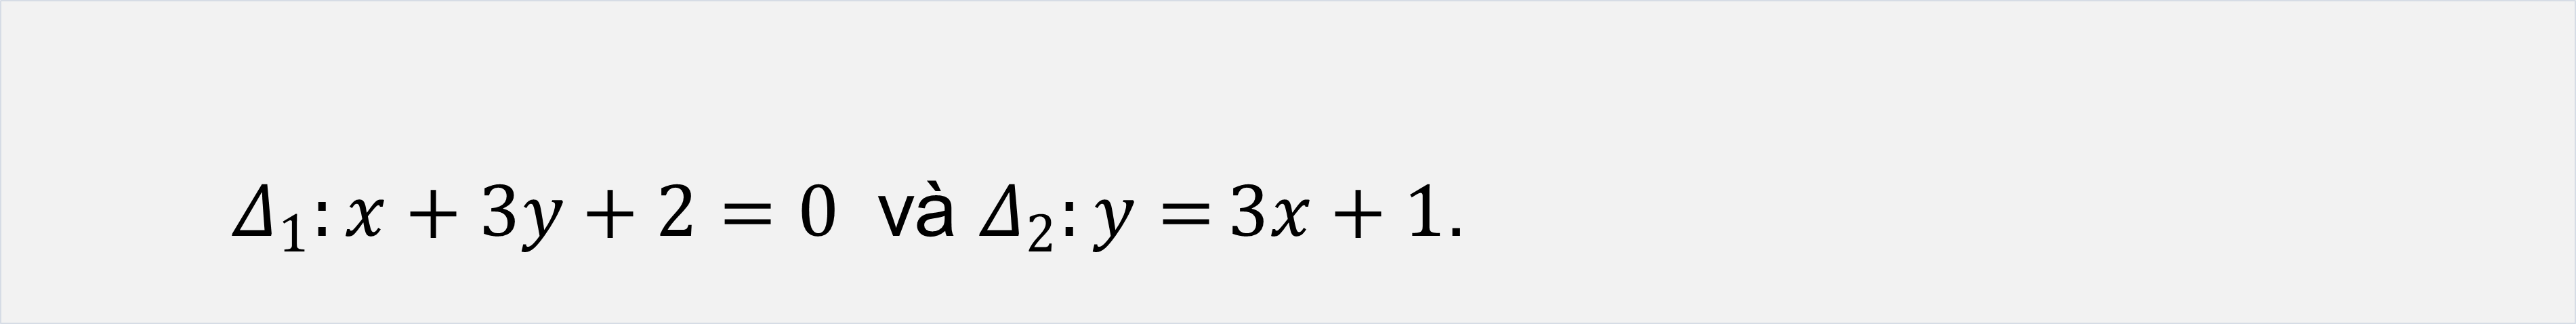 Δ₁: x + 3y + 2 = 0 và Δ₂: y = 3x + 1.